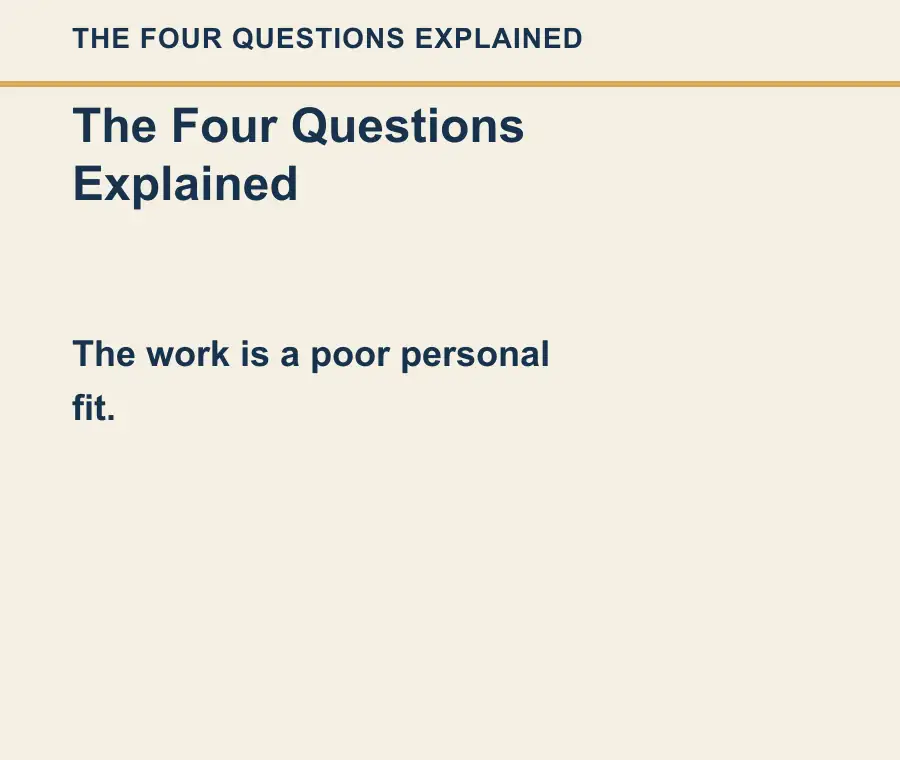 THE FOUR QUESTIONS EXPLAINED
The Four Questions
Explained
The work is a poor personal
fit.